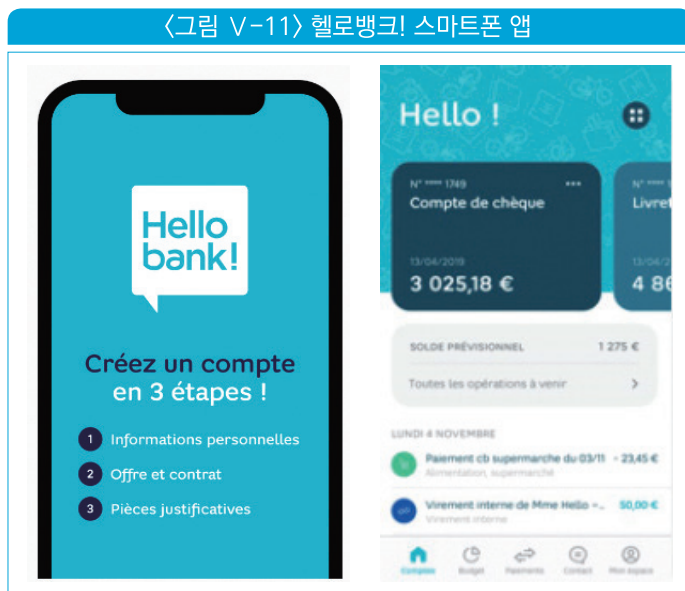 〈그림 Ⅴ-11〉 헬로뱅크! 스마트폰 앱
Hello
bank!
Créez un compte
en 3 étapes !
1 Informations personnelles
2 Offre et contrat
3 Pièces justificatives
Hello !
N° **** 1749
Compte de chèque
13/04/2019
3 025,18 €
N° ****
Livret
13/04/2
4 86
SOLDE PRÉVISIONNEL 1 275 €
Toutes les opérations à venir
LUNDI 4 NOVEMBRE
Paiement cb supermarche du 03/11 - 23,45 €
Alimentation, supermarché
Virement interne de Mme Hello -.. 50,00 €
Virement interne
Comptes Budget Paiements Contact Mon espace